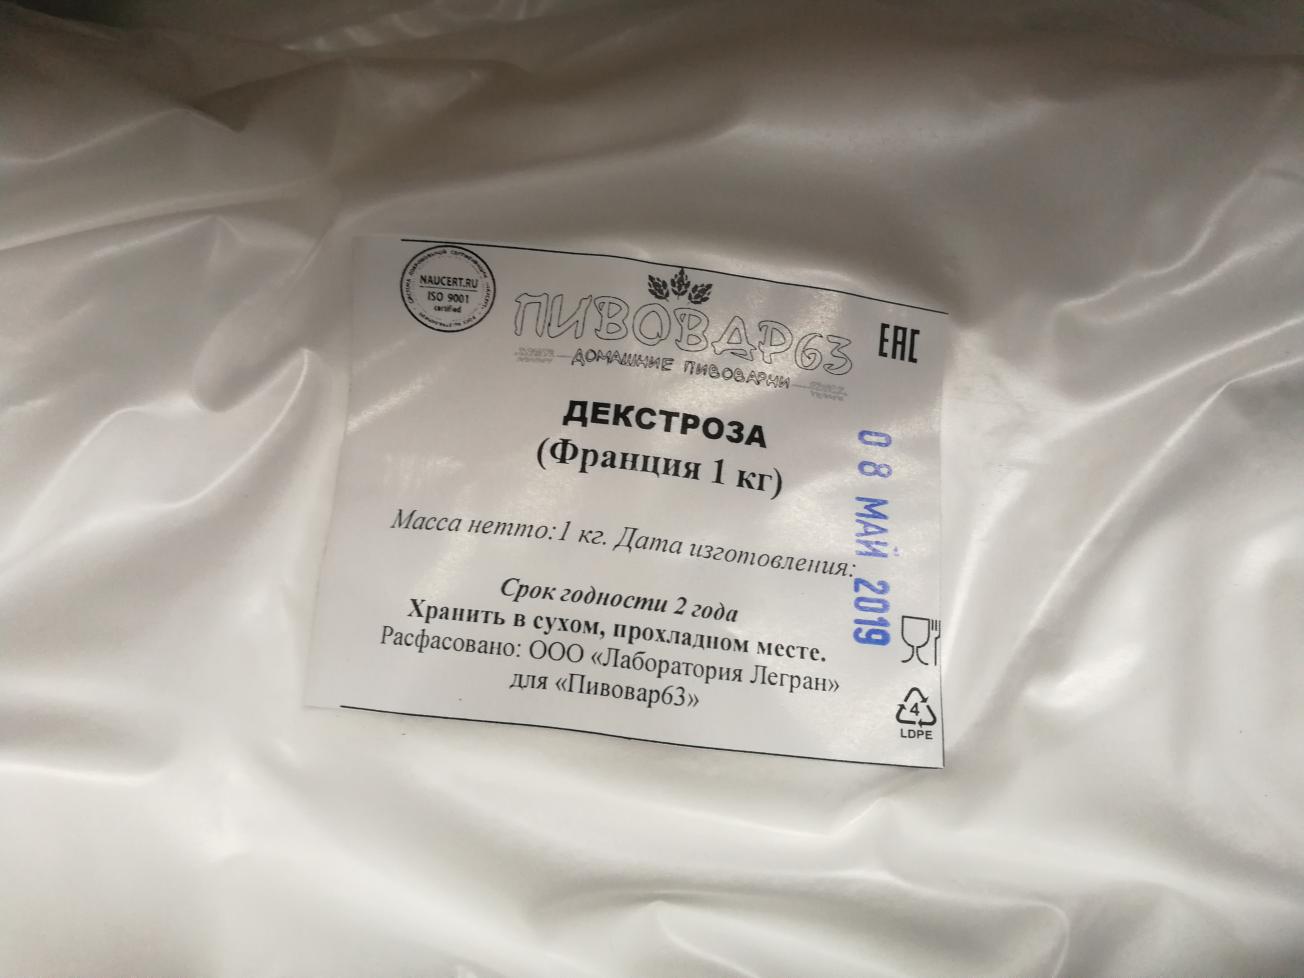 NAUCERT.RU
ISO 9001
certified
ПИВОВАР63
ДОМАШНИЕ ПИВОВАРНИ
EAC
ДЕКСТРОЗА
(Франция 1 кг)
Масса нетто:1 кг. Дата изготовления:
08 МАЙ 2019
Срок годности 2 года
Хранить в сухом, прохладном месте.
Расфасовано: ООО «Лаборатория Легран»
для «Пивовар63»
4
LDPE